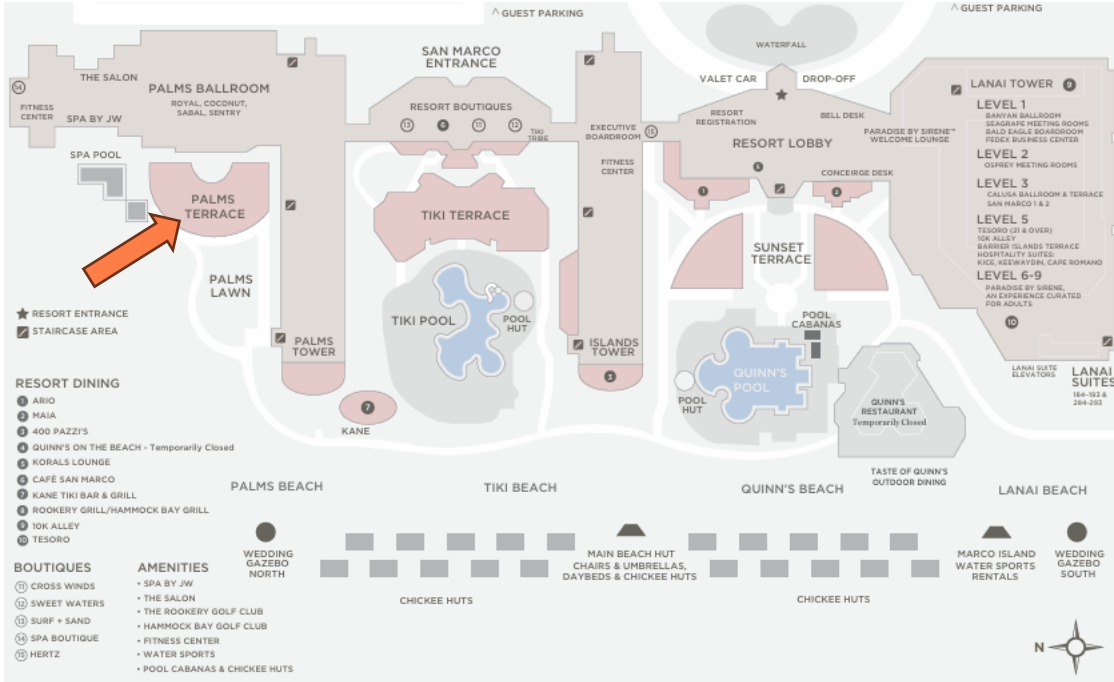 ^ GUEST PARKING
^ GUEST PARKING
WATERFALL
SAN MARCO
ENTRANCE
VALET CAR
DROP-OFF
THE SALON
PALMS BALLROOM
ROYAL, COCONUT,
SABAL, SENTRY
14
FITNESS
CENTER
SPA BY JW
SPA POOL
RESORT BOUTIQUES
13
6
11
12
TIKI
TRIBE
EXECUTIVE
BOARDROOM
15
FITNESS
CENTER
RESORT
REGISTRATION
BELL DESK
RESORT LOBBY
PARADISE BY SIRENE™
WELCOME LOUNGE
CONCEIRGE DESK
1
2
LANAI TOWER
9
LEVEL 1
BANYAN BALLROOM
SEAGRAPE MEETING ROOMS
BALD EAGLE BOARDROOM
FEDEX BUSINESS CENTER
LEVEL 2
OSPREY MEETING ROOMS
LEVEL 3
CALUSA BALLROOM & TERRACE
SAN MARCO 1 & 2
LEVEL 5
TESORO (21 & OVER)
10K ALLEY
BARRIER ISLANDS TERRACE
HOSPITALITY SUITES:
KICE, KEEWAYDIN, CAPE ROMANO
LEVEL 6-9
PARADISE BY SIRENE,
AN EXPERIENCE CURATED
FOR ADULTS
10
LANAI SUITE
ELEVATORS
LANAI
SUITES
184-193 &
284-293
PALMS
TERRACE
TIKI TERRACE
SUNSET
TERRACE
PALMS
LAWN
TIKI POOL
POOL
HUT
POOL
CABANAS
PALMS
TOWER
ISLANDS
TOWER
3
QUINN'S
POOL
POOL
HUT
QUINN'S
RESTAURANT
Temporarily Closed
7
KANE
TASTE OF QUINN'S
OUTDOOR DINING
RESORT ENTRANCE
STAIRCASE AREA
RESORT DINING
1 ARIO
2 MAIA
3 400 PAZZI'S
4 QUINN'S ON THE BEACH - Temporarily Closed
5 KORALS LOUNGE
6 CAFÈ SAN MARCO
7 KANE TIKI BAR & GRILL
8 ROOKERY GRILL/HAMMOCK BAY GRILL
9 10K ALLEY
10 TESORO
BOUTIQUES
11 CROSS WINDS
12 SWEET WATERS
13 SURF + SAND
14 SPA BOUTIQUE
15 HERTZ
AMENITIES
• SPA BY JW
• THE SALON
• THE ROOKERY GOLF CLUB
• HAMMOCK BAY GOLF CLUB
• FITNESS CENTER
• WATER SPORTS
• POOL CABANAS & CHICKEE HUTS
PALMS BEACH
TIKI BEACH
QUINN'S BEACH
LANAI BEACH
WEDDING
GAZEBO
NORTH
MAIN BEACH HUT
CHAIRS & UMBRELLAS,
DAYBEDS & CHICKEE HUTS
MARCO ISLAND
WATER SPORTS
RENTALS
WEDDING
GAZEBO
SOUTH
CHICKEE HUTS
CHICKEE HUTS
N